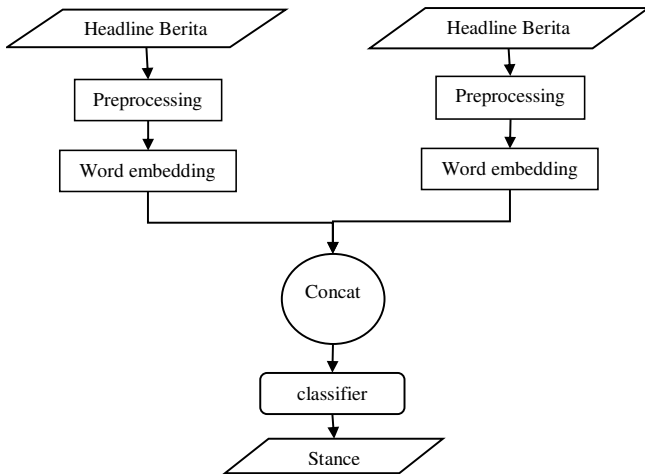 Headline Berita
Headline Berita
Preprocessing
Preprocessing
Word embedding
Word embedding
Concat
classifier
Stance